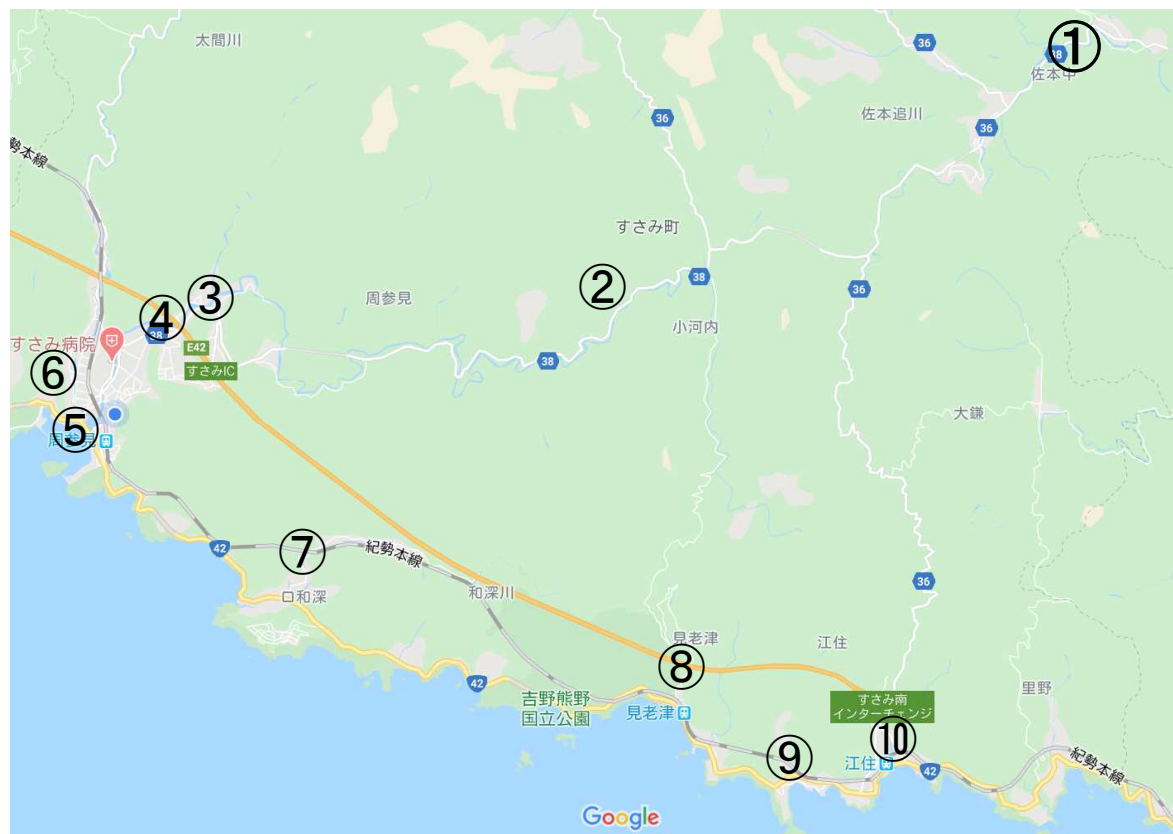 太間川
36
①
38
佐本中
佐本追川
36
36
紀勢本線
すさみ町
②
38
周参見
③
36
小河内
④
38
すさみ病院
E42
すさみIC
38
⑥
大鎌
⑤
周参見
42
⑦
紀勢本線
口和深
和深川
36
見老津
江住
⑧
42
吉野熊野
国立公園
見老津
すさみ南
インターチェンジ
里野
⑩
⑨
江住
42
紀勢本線
Google